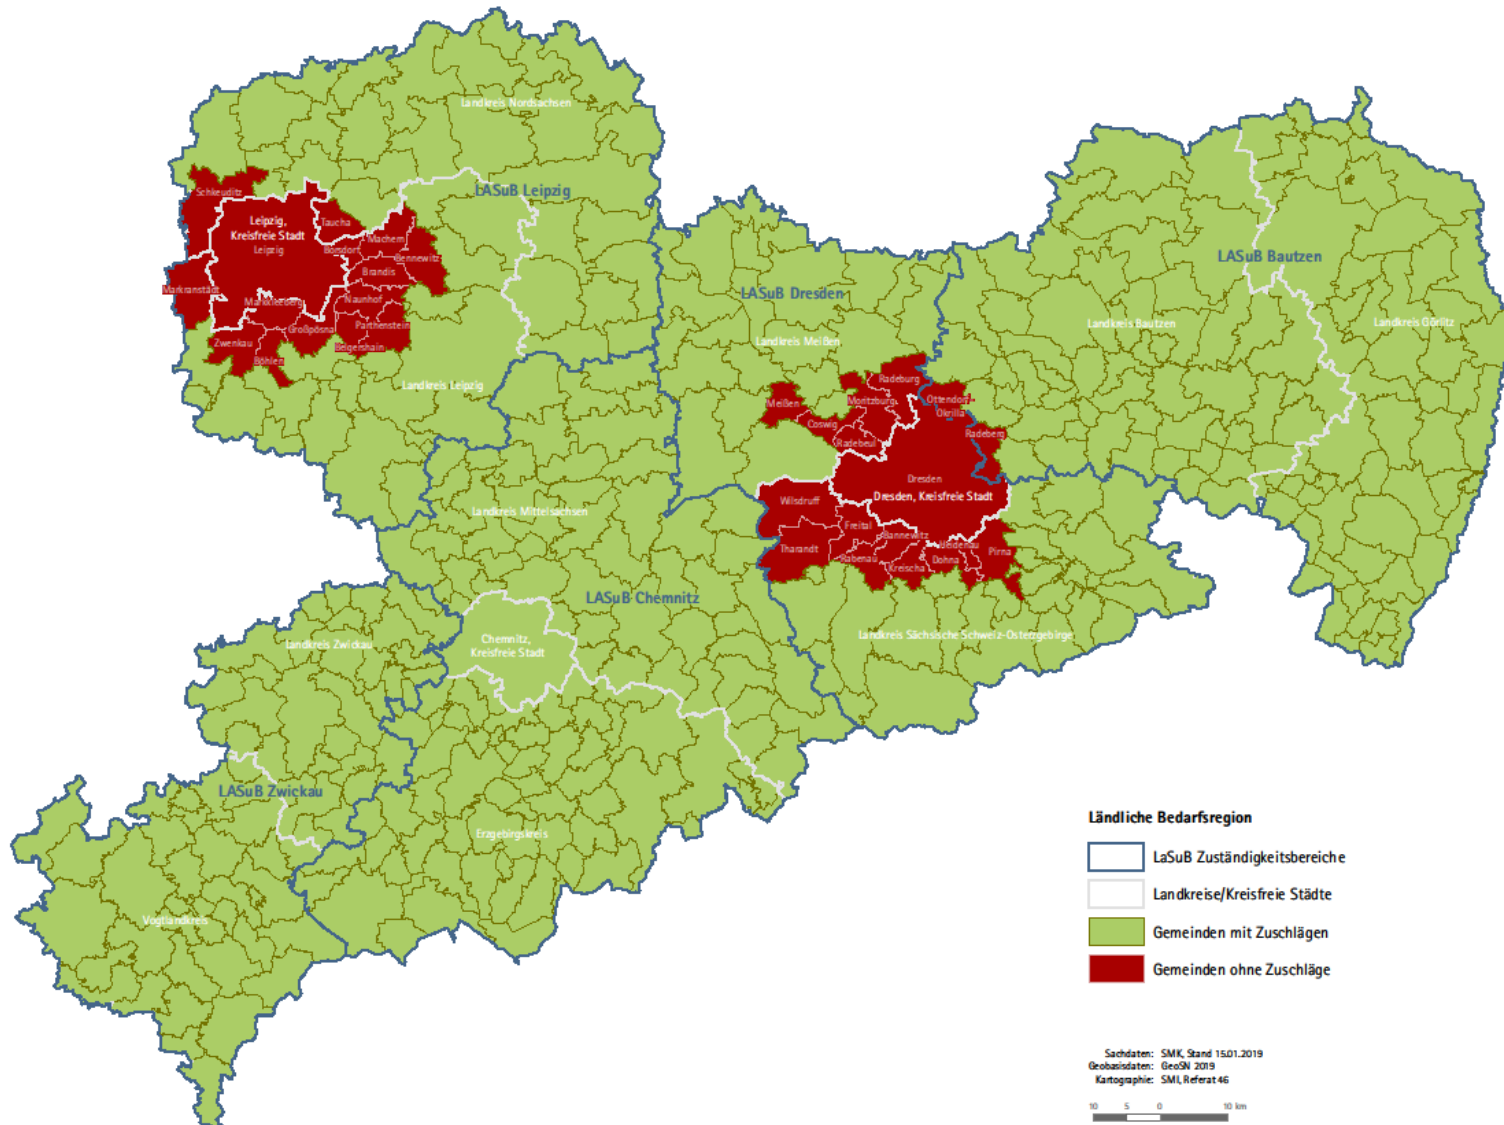 Landkreis Nordsachsen
LASuB Leipzig
Schkeuditz
Leipzig,
Kreisfreie Stadt
Leipzig
Taucha
Borsdorf
Machern
Bennewitz
Brandis
Markranstädt
Markkleeberg
Naunhof
Großpösna
Parthenstein
Zwenkau
Belgershain
Böhlen
Landkreis Leipzig
LASuB Dresden
Landkreis Meißen
LASuB Bautzen
Landkreis Bautzen
Landkreis Görlitz
Radeburg
Meißen
Moritzburg
Ottendorf-
Okrilla
Coswig
Radebeul
Radeberg
Dresden
Dresden, Kreisfreie Stadt
Wilsdruff
Landkreis Mittelsachsen
Freital
Bannewitz
Tharandt
Rabenau
Heidenau
Dohna
Pirna
Kreischa
LASuB Chemnitz
Landkreis Sächsische Schweiz-Osterzgebirge
Landkreis Zwickau
Chemnitz,
Kreisfreie Stadt
LASuB Zwickau
Erzgebirgskreis
Vogtlandkreis
Ländliche Bedarfsregion
LaSuB Zuständigkeitsbereiche
Landkreise/Kreisfreie Städte
Gemeinden mit Zuschlägen
Gemeinden ohne Zuschläge
Sachdaten: SMK, Stand 15.01.2019
Geobasisdaten: GeoSN 2019
Kartographie: SMI, Referat 46
10 5 0 10 km